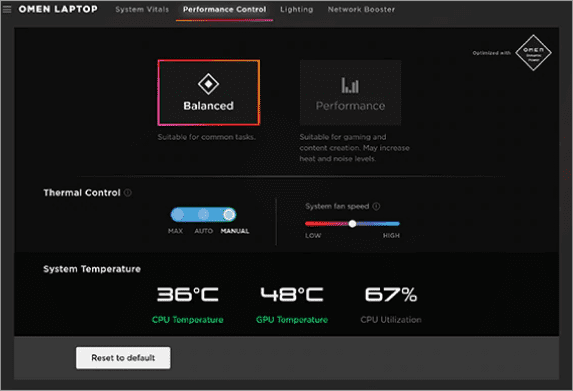 OMEN LAPTOP
System Vitals
Performance Control
Lighting
Network Booster
Optimized with
OMEN
Dynamic
Power
Balanced
Performance
Suitable for common tasks.
Suitable for gaming and
content creation. May increase
heat and noise levels.
Thermal Control
System fan speed
MAX
AUTO
MANUAL
LOW
HIGH
System Temperature
36°C
48°C
67%
CPU Temperature
GPU Temperature
CPU Utilization
Reset to default